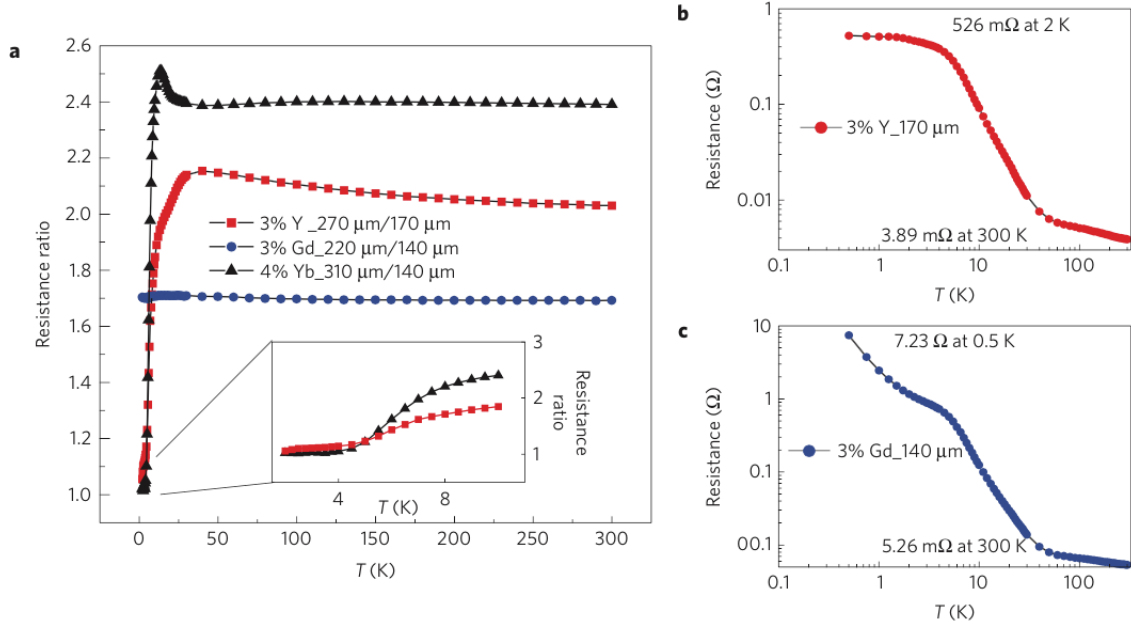 a
2.6
2.4
2.2
2.0
1.8
1.6
1.4
1.2
1.0
Resistance ratio
3% Y _270 μm/170 μm
3% Gd_220 μm/140 μm
4% Yb_310 μm/140 μm
3
2
1
Resistance
ratio
4 8
T (K)
0 50 100 150 200 250 300
T (K)
b
1
0.1
0.01
Resistance (Ω)
526 mΩ at 2 K
3% Y_170 μm
3.89 mΩ at 300 K
0.1 1 10 100
T (K)
c
10
1
0.1
00.1
Resistance (Ω)
7.23 Ω at 0.5 K
3% Gd_140 μm
5.26 mΩ at 300 K
0.1 1 10 100
T (K)